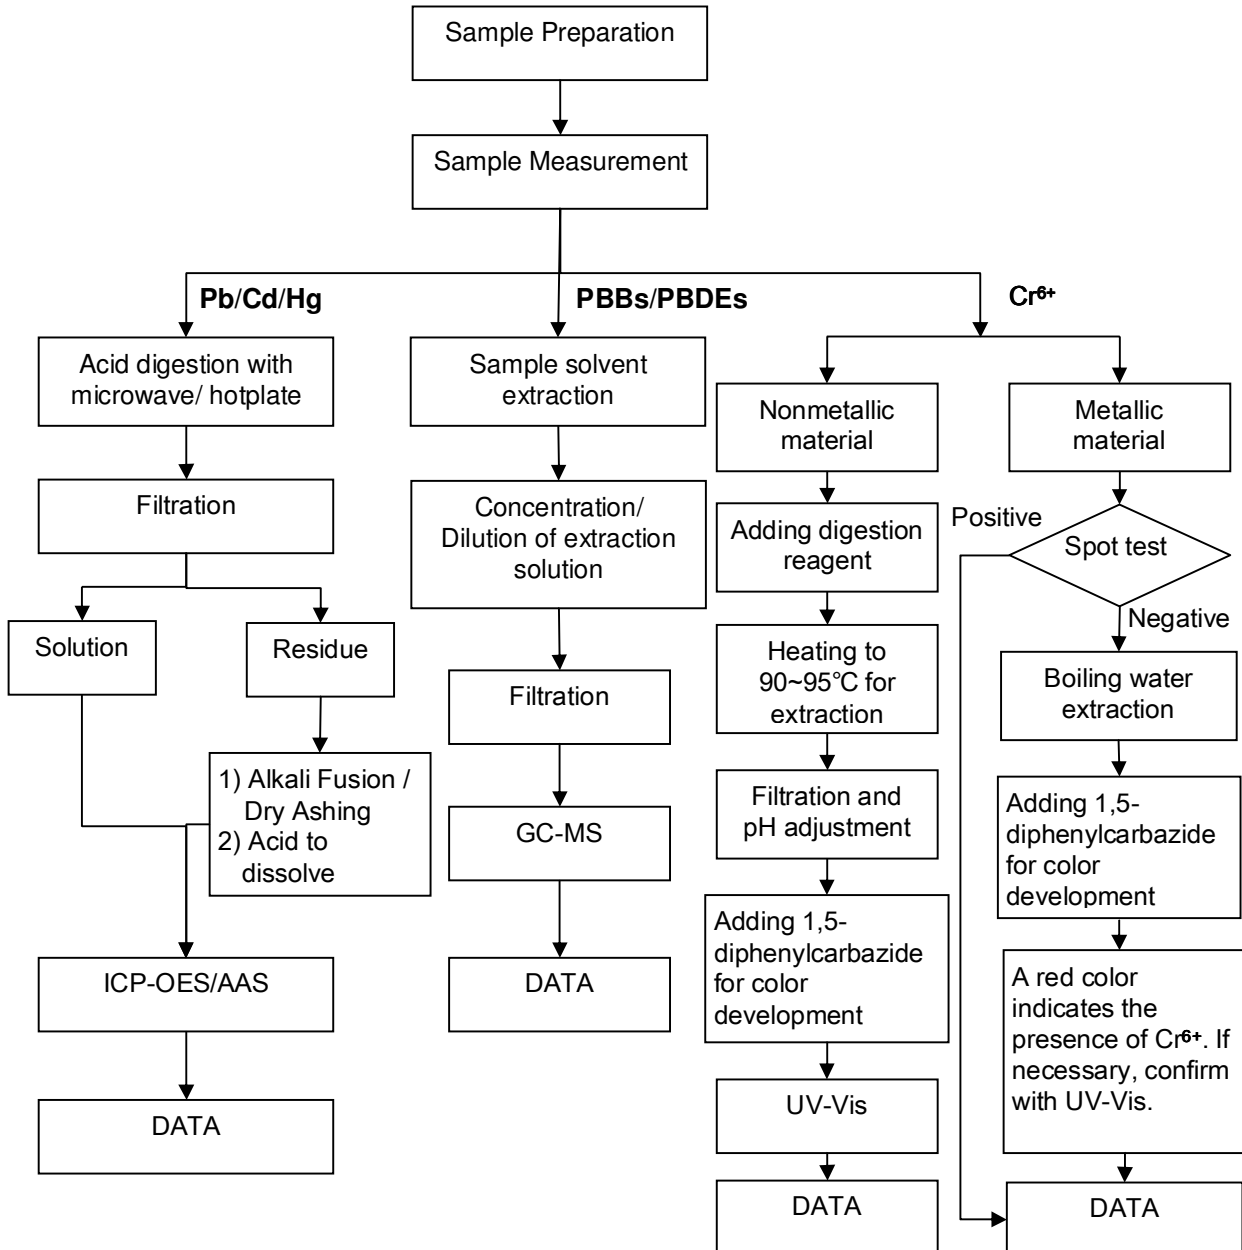 Sample Preparation
Sample Measurement
Pb/Cd/Hg
PBBs/PBDEs
Cr⁶⁺
Acid digestion with
microwave/ hotplate
Filtration
Solution
Residue
1) Alkali Fusion /
Dry Ashing
2) Acid to
dissolve
ICP-OES/AAS
DATA
Sample solvent
extraction
Concentration/
Dilution of extraction
solution
Filtration
GC-MS
DATA
Nonmetallic
material
Adding digestion
reagent
Heating to
90~95℃ for
extraction
Filtration and
pH adjustment
Adding 1,5-
diphenylcarbazide
for color
development
UV-Vis
DATA
Metallic
material
Positive
Spot test
Negative
Boiling water
extraction
Adding 1,5-
diphenylcarbazide
for color
development
A red color
indicates the
presence of Cr⁶⁺. If
necessary, confirm
with UV-Vis.
DATA